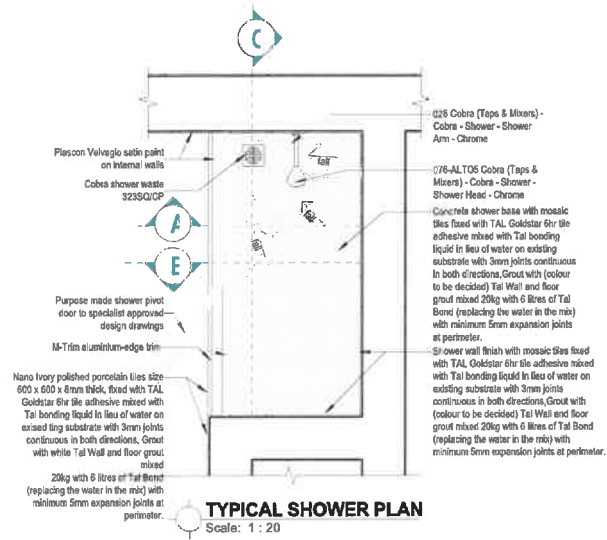 C
028 Cobra (Taps & Mixers) -
Cobra - Shower - Shower
Arm - Chrome
Plascon Velvaglo satin paint
on internal walls
fall
Cobra shower waste
323SQ/CP
076-ALTO5 Cobra (Taps &
Mixers) - Cobra - Shower -
Shower Head - Chrome
fall
A
fall
B
Concrete shower base with mosaic
tiles fixed with TAL Goldstar 6hr tile
adhesive mixed with Tal bonding
liquid in lieu of water on existing
substrate with 3mm joints continuous
in both directions,Grout with (colour
to be decided) Tal Wall and floor
grout mixed 20kg with 6 litres of Tal
Bond (replacing the water in the mix)
with minimum 5mm expansion joints
at perimeter.
Purpose made shower pivot
door to specialist approved
design drawings
M-Trim aluminium-edge trim
Shower wall finish with mosaic tiles fixed
with TAL Goldstar 6hr tile adhesive mixed
with Tal bonding liquid in lieu of water on
existing substrate with 3mm joints
continuous in both directions,Grout with
(colour to be decided) Tal Wall and floor
grout mixed 20kg with 6 litres of Tal Bond
(replacing the water in the mix) with
minimum 5mm expansion joints at perimeter.
Nano Ivory polished porcelain tiles size
600 x 600 x 8mm thick, fixed with TAL
Goldstar 6hr tile adhesive mixed with
Tal bonding liquid in lieu of water on
exised ting substrate with 3mm joints
continuous in both directions, Grout
with white Tal Wall and floor grout
mixed
20kg with 6 litres of Tal Bond
(replacing the water in the mix) with
minimum 5mm expansion joints at
perimeter.
TYPICAL SHOWER PLAN
Scale: 1 : 20